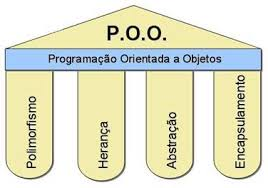 P.O.O.
Programação Orientada a Objetos
Polimorfismo
Herança
Abstração
Encapsulamento